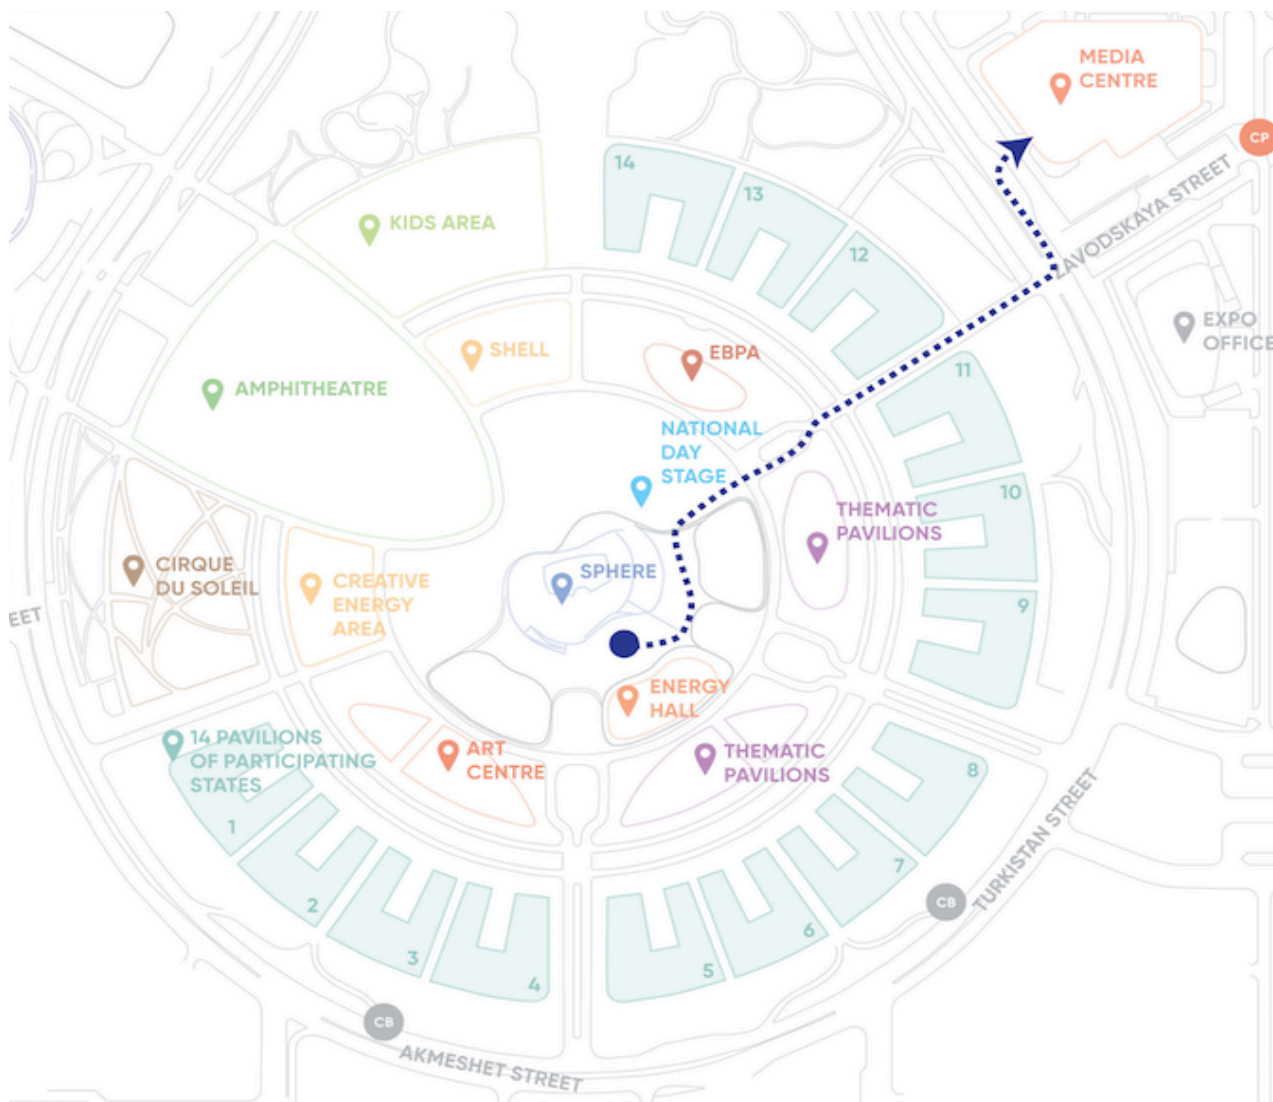 MEDIA
CENTRE
CP
ZAVODSKAYA STREET
14
13
12
KIDS AREA
EXPO
OFFICE
SHELL
EBPA
11
AMPHITHEATRE
NATIONAL
DAY
STAGE
10
THEMATIC
PAVILIONS
CIRQUE
DU SOLEIL
SPHERE
CREATIVE
ENERGY
AREA
9
EET
ENERGY
HALL
14 PAVILIONS
OF PARTICIPATING
STATES
ART
CENTRE
THEMATIC
PAVILIONS
8
1
7
TURKISTAN STREET
2
CB
6
3
5
4
CB
AKMESHET STREET